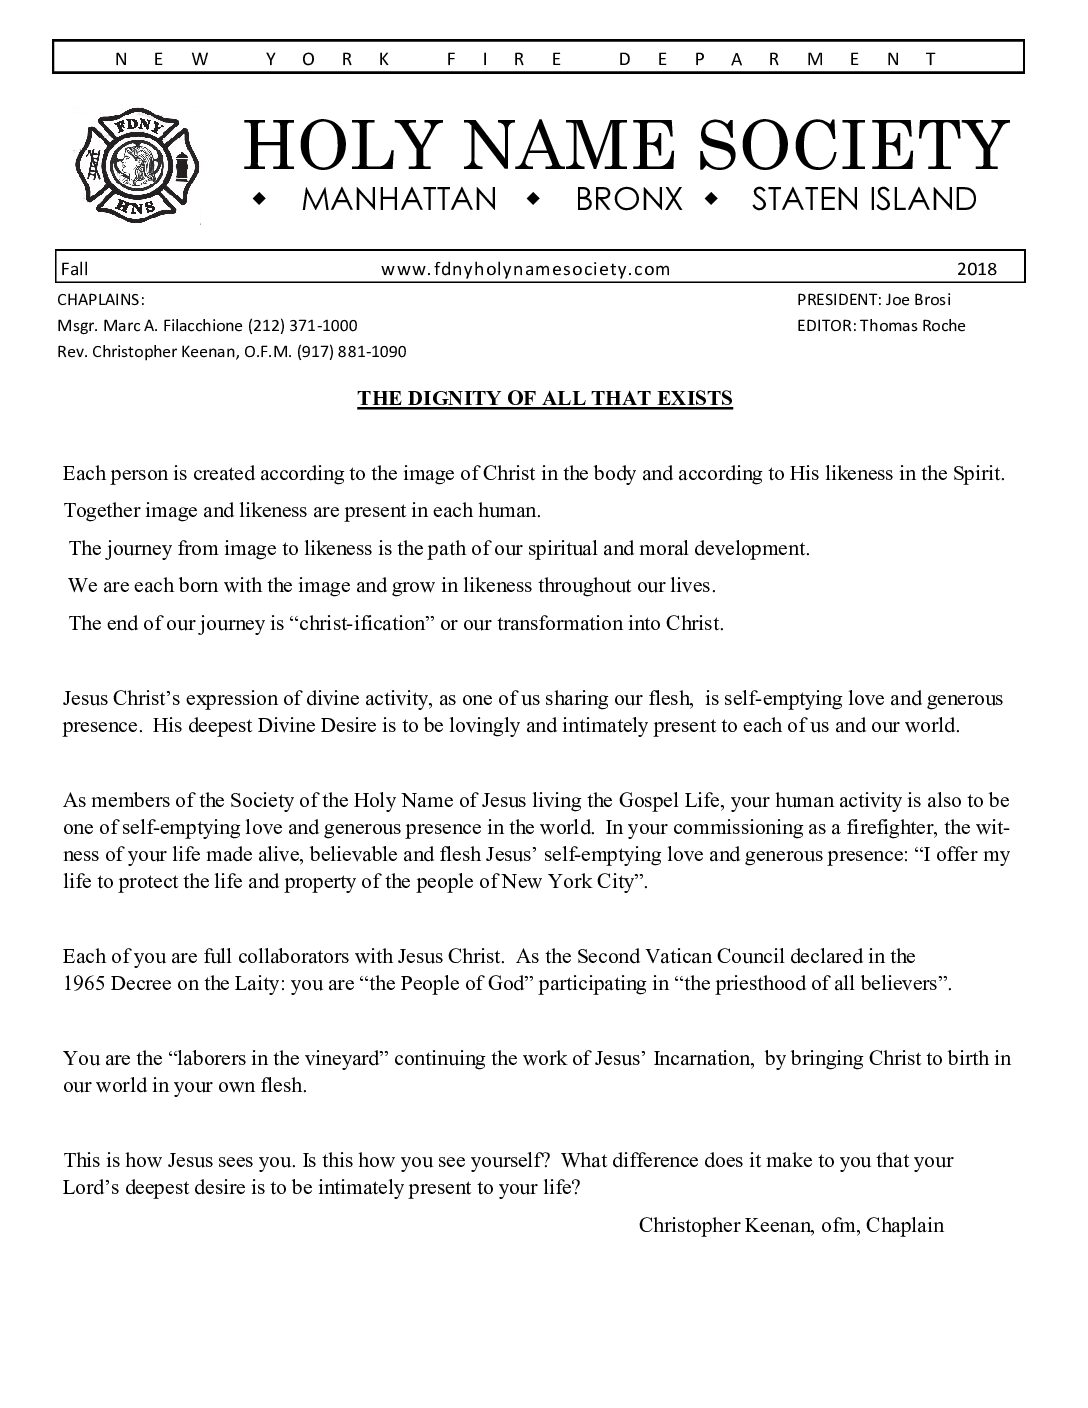 NEW YORK FIRE DEPARMENT
FDNY
HNS
HOLY NAME SOCIETY
◆ MANHATTAN ◆ BRONX ◆ STATEN ISLAND
Fall www.fdnyholynamesociety.com 2018
CHAPLAINS: PRESIDENT: Joe Brosi
Msgr. Marc A. Filacchione (212) 371-1000 EDITOR: Thomas Roche
Rev. Christopher Keenan, O.F.M. (917) 881-1090
THE DIGNITY OF ALL THAT EXISTS
Each person is created according to the image of Christ in the body and according to His likeness in the Spirit.
Together image and likeness are present in each human.
The journey from image to likeness is the path of our spiritual and moral development.
We are each born with the image and grow in likeness throughout our lives.
The end of our journey is “christ-ification” or our transformation into Christ.
Jesus Christ’s expression of divine activity, as one of us sharing our flesh,  is self-emptying love and generous
presence.  His deepest Divine Desire is to be lovingly and intimately present to each of us and our world.
As members of the Society of the Holy Name of Jesus living the Gospel Life, your human activity is also to be
one of self-emptying love and generous presence in the world.  In your commissioning as a firefighter, the wit-
ness of your life made alive, believable and flesh Jesus’ self-emptying love and generous presence: “I offer my
life to protect the life and property of the people of New York City”.
Each of you are full collaborators with Jesus Christ.  As the Second Vatican Council declared in the
1965 Decree on the Laity: you are “the People of God” participating in “the priesthood of all believers”.
You are the “laborers in the vineyard” continuing the work of Jesus’ Incarnation,  by bringing Christ to birth in
our world in your own flesh.
This is how Jesus sees you. Is this how you see yourself?  What difference does it make to you that your
Lord’s deepest desire is to be intimately present to your life?
Christopher Keenan, ofm, Chaplain